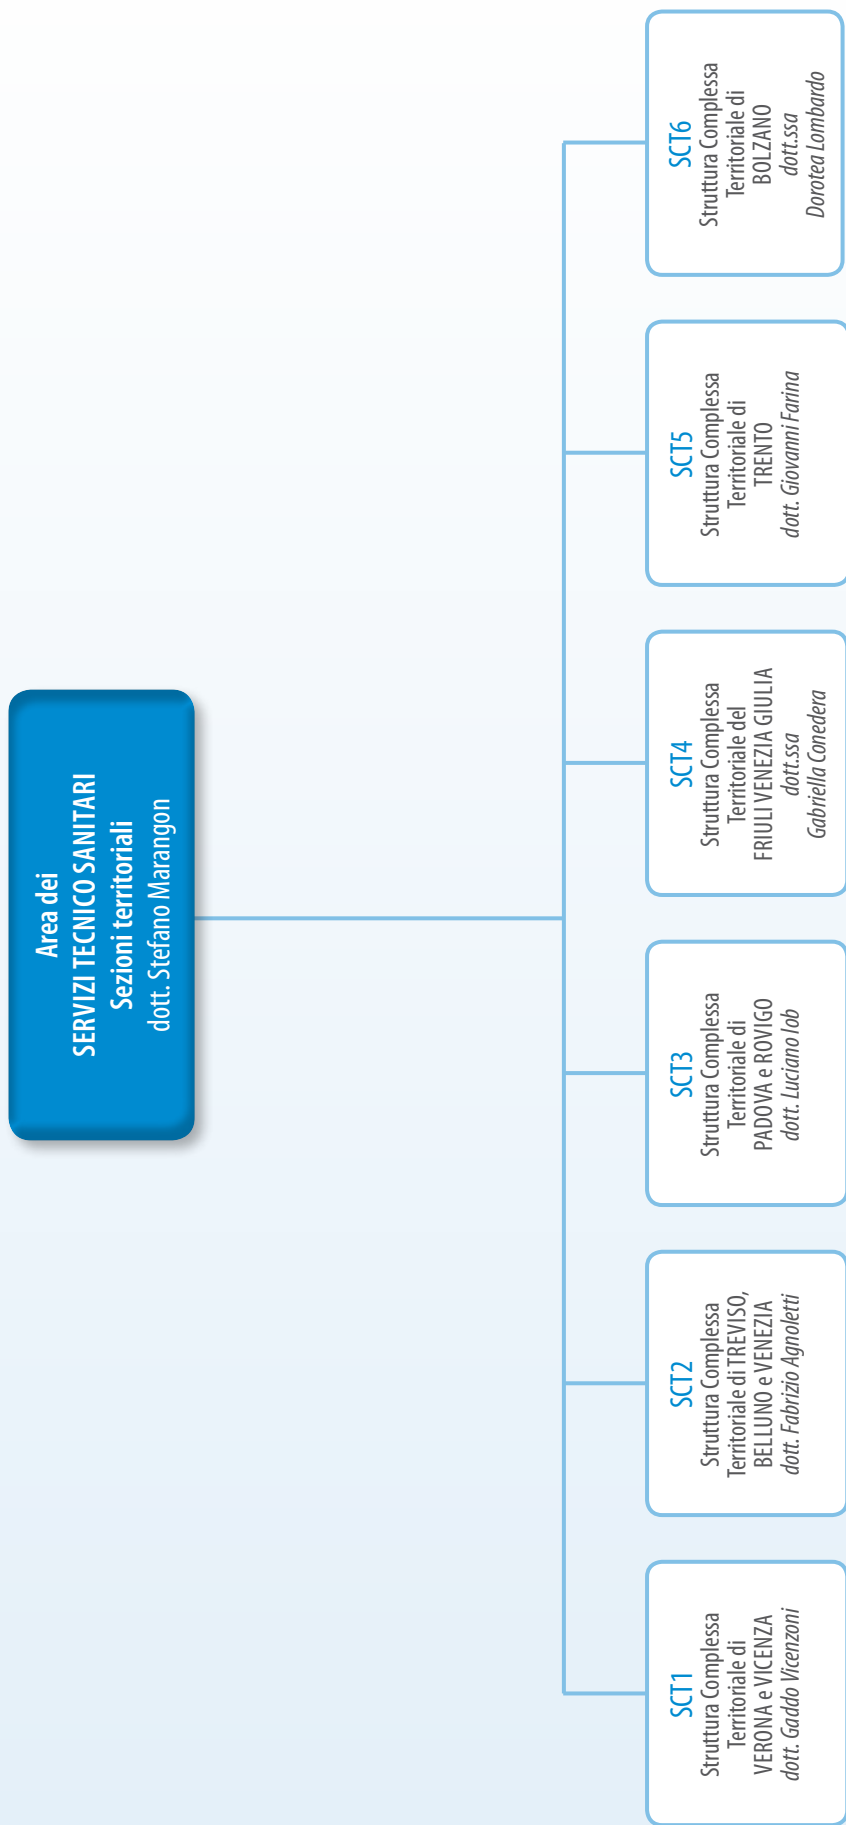 Area dei
SERVIZI TECNICO SANITARI
Sezioni territoriali
dott. Stefano Marangon
SCT1
Struttura Complessa
Territoriale di
VERONA e VICENZA
dott. Gaddo Vicenzoni
SCT2
Struttura Complessa
Territoriale di TREVISO,
BELLUNO e VENEZIA
dott. Fabrizio Agnoletti
SCT3
Struttura Complessa
Territoriale di
PADOVA e ROVIGO
dott. Luciano Iob
SCT4
Struttura Complessa
Territoriale del
FRIULI VENEZIA GIULIA
dott.ssa
Gabriella Conedera
SCT5
Struttura Complessa
Territoriale di
TRENTO
dott. Giovanni Farina
SCT6
Struttura Complessa
Territoriale di
BOLZANO
dott.ssa
Dorotea Lombardo